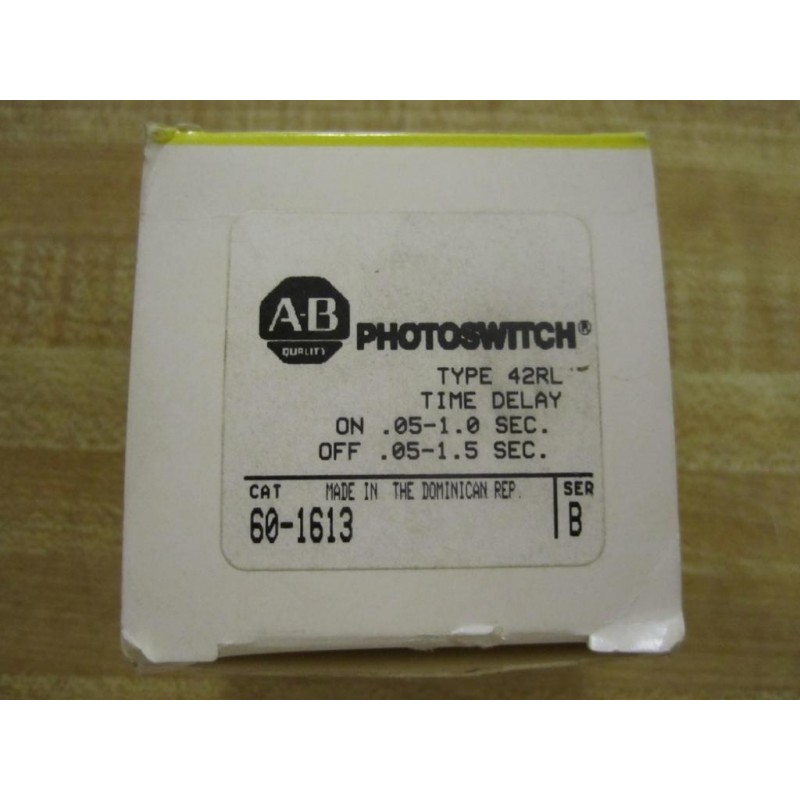 A-B
QUALITY
PHOTOSWITCH®
TYPE 42RL
TIME DELAY
ON .05-1.0 SEC.
OFF .05-1.5 SEC.
CAT MADE IN THE DOMINICAN REP. SER
60-1613 B